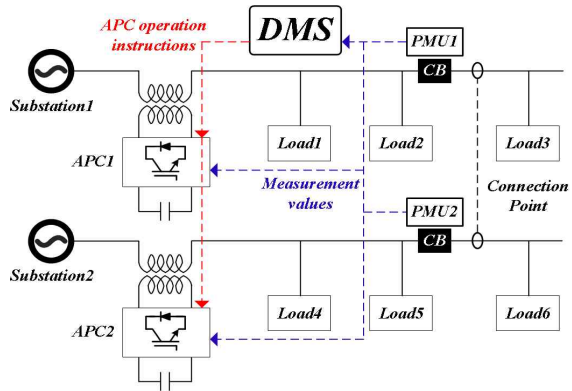 APC operation
instructions
DMS
PMU1
CB
Substation1
APC1
Load1
Load2
Load3
Measurement
values
Connection
Point
PMU2
CB
Substation2
APC2
Load4
Load5
Load6